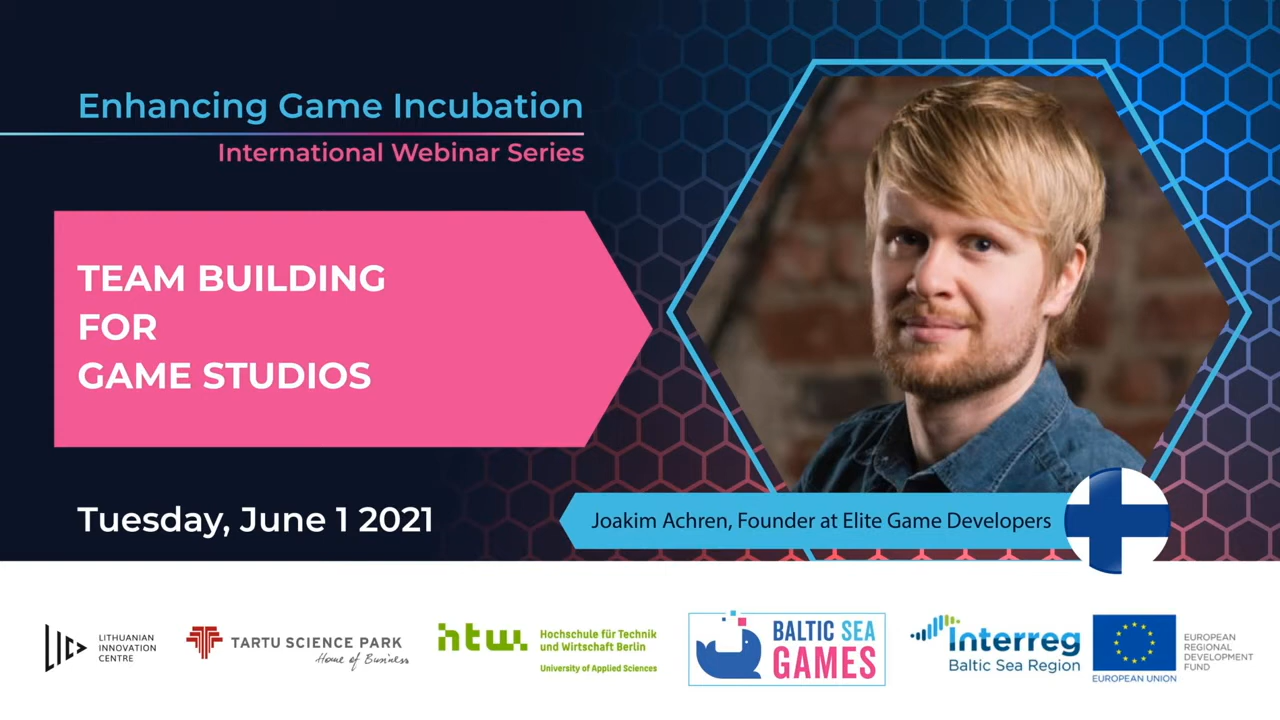 Enhancing Game Incubation
International Webinar Series
TEAM BUILDING
FOR
GAME STUDIOS
Tuesday, June 1 2021
Joakim Achren, Founder at Elite Game Developers
LITHUANIAN
INNOVATION
CENTRE
TARTU SCIENCE PARK
Home of Business
htw.
Hochschule für Technik
und Wirtschaft Berlin
University of Applied Sciences
BALTIC SEA
GAMES
Interreg
Baltic Sea Region
EUROPEAN UNION
EUROPEAN
REGIONAL
DEVELOPMENT
FUND